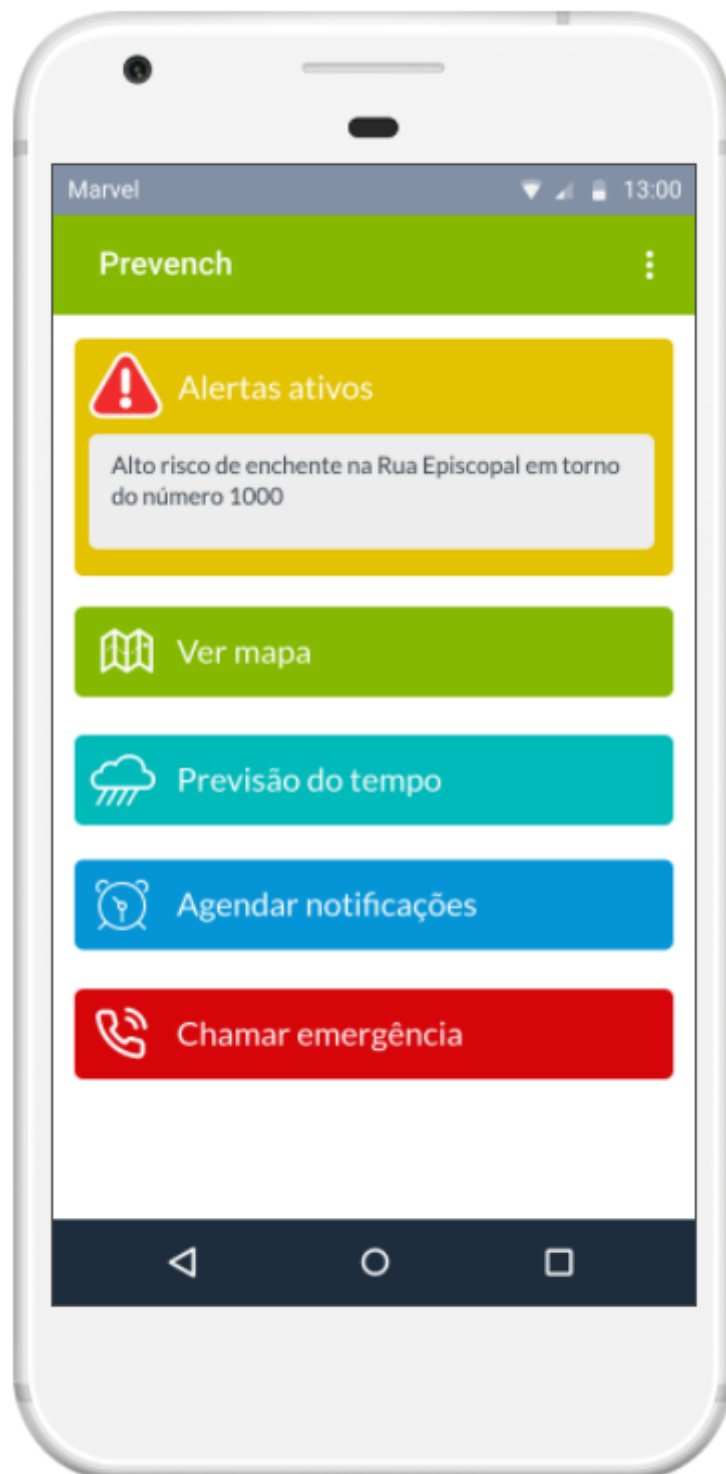 Marvel 13:00
Prevench
Alertas ativos
Alto risco de enchente na Rua Episcopal em torno
do número 1000
Ver mapa
Previsão do tempo
Agendar notificações
Chamar emergência